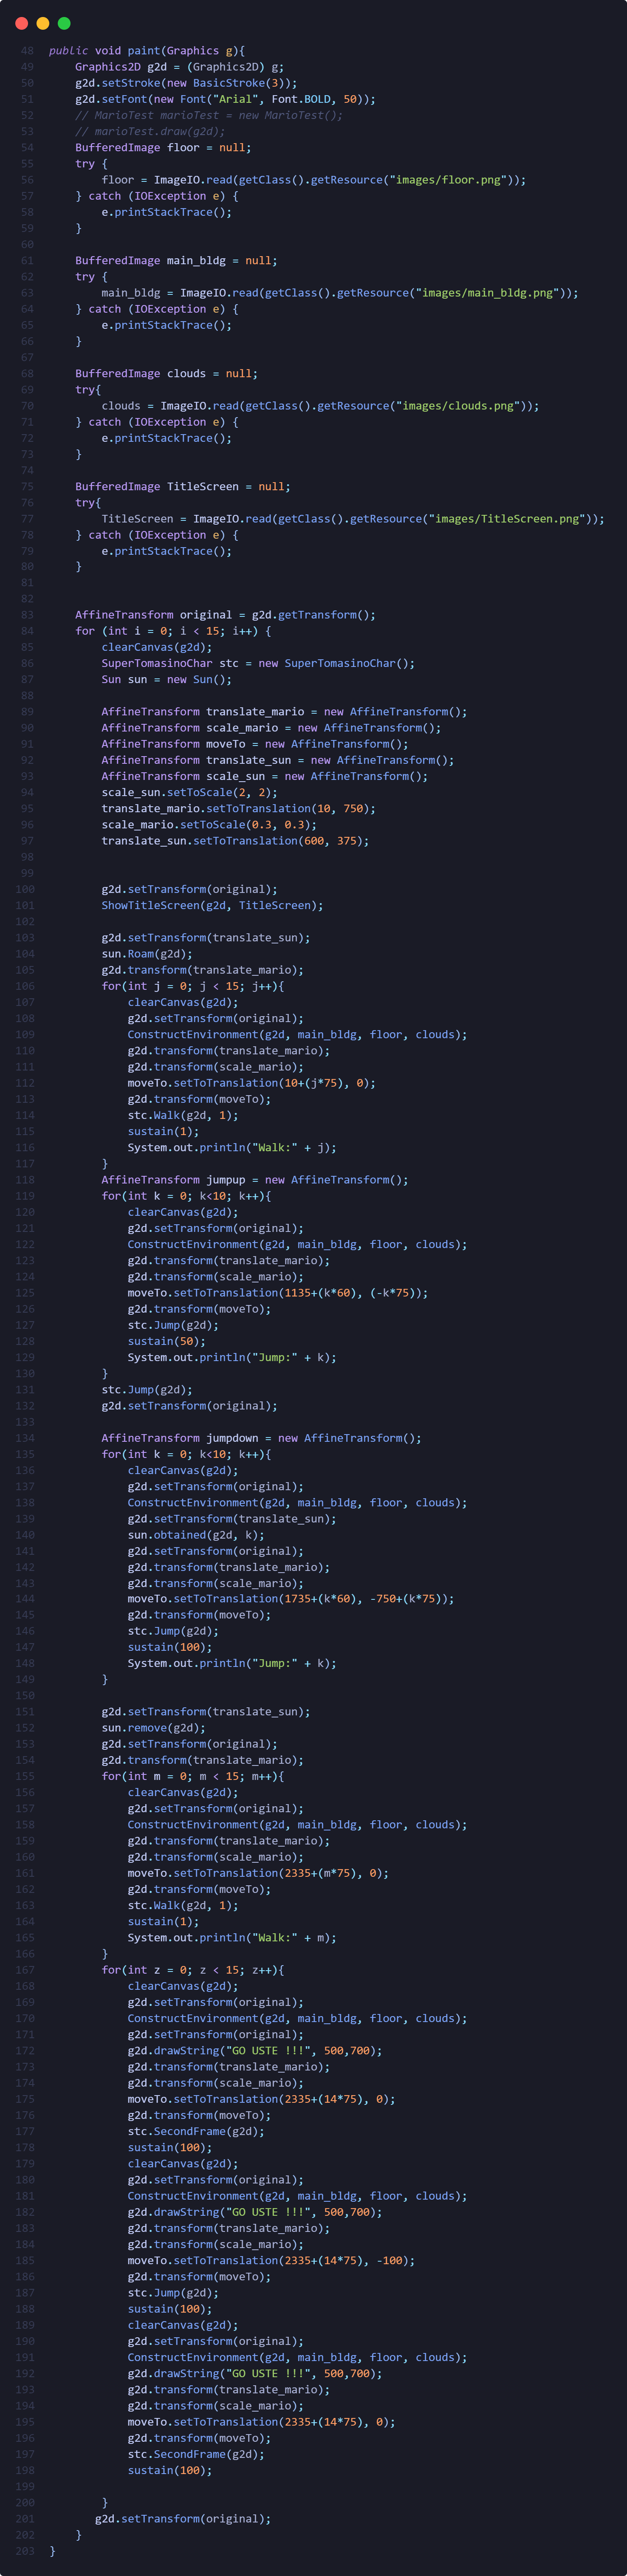 48 public void paint(Graphics g){
49     Graphics2D g2d = (Graphics2D) g;
50     g2d.setStroke(new BasicStroke(3));
51     g2d.setFont(new Font("Arial", Font.BOLD, 50));
52     // MarioTest marioTest = new MarioTest();
53     // marioTest.draw(g2d);
54     BufferedImage floor = null;
55     try {
56         floor = ImageIO.read(getClass().getResource("images/floor.png"));
57     } catch (IOException e) {
58         e.printStackTrace();
59     }
60
61     BufferedImage main_bldg = null;
62     try {
63         main_bldg = ImageIO.read(getClass().getResource("images/main_bldg.png"));
64     } catch (IOException e) {
65         e.printStackTrace();
66     }
67
68     BufferedImage clouds = null;
69     try{
70         clouds = ImageIO.read(getClass().getResource("images/clouds.png"));
71     } catch (IOException e) {
72         e.printStackTrace();
73     }
74
75     BufferedImage TitleScreen = null;
76     try{
77         TitleScreen = ImageIO.read(getClass().getResource("images/TitleScreen.png"));
78     } catch (IOException e) {
79         e.printStackTrace();
80     }
81
82
83     AffineTransform original = g2d.getTransform();
84     for (int i = 0; i < 15; i++) {
85         clearCanvas(g2d);
86         SuperTomasinoChar stc = new SuperTomasinoChar();
87         Sun sun = new Sun();
88
89         AffineTransform translate_mario = new AffineTransform();
90         AffineTransform scale_mario = new AffineTransform();
91         AffineTransform moveTo = new AffineTransform();
92         AffineTransform translate_sun = new AffineTransform();
93         AffineTransform scale_sun = new AffineTransform();
94         scale_sun.setToScale(2, 2);
95         translate_mario.setToTranslation(10, 750);
96         scale_mario.setToScale(0.3, 0.3);
97         translate_sun.setToTranslation(600, 375);
98
99
100         g2d.setTransform(original);
101         ShowTitleScreen(g2d, TitleScreen);
102
103         g2d.setTransform(translate_sun);
104         sun.Roam(g2d);
105         g2d.transform(translate_mario);
106         for(int j = 0; j < 15; j++){
107             clearCanvas(g2d);
108             g2d.setTransform(original);
109             ConstructEnvironment(g2d, main_bldg, floor, clouds);
110             g2d.transform(translate_mario);
111             g2d.transform(scale_mario);
112             moveTo.setToTranslation(10+(j*75), 0);
113             g2d.transform(moveTo);
114             stc.Walk(g2d, 1);
115             sustain(1);
116             System.out.println("Walk:" + j);
117         }
118         AffineTransform jumpup = new AffineTransform();
119         for(int k = 0; k<10; k++){
120             clearCanvas(g2d);
121             g2d.setTransform(original);
122             ConstructEnvironment(g2d, main_bldg, floor, clouds);
123             g2d.transform(translate_mario);
124             g2d.transform(scale_mario);
125             moveTo.setToTranslation(1135+(k*60), (-k*75));
126             g2d.transform(moveTo);
127             stc.Jump(g2d);
128             sustain(50);
129             System.out.println("Jump:" + k);
130         }
131         stc.Jump(g2d);
132         g2d.setTransform(original);
133
134         AffineTransform jumpdown = new AffineTransform();
135         for(int k = 0; k<10; k++){
136             clearCanvas(g2d);
137             g2d.setTransform(original);
138             ConstructEnvironment(g2d, main_bldg, floor, clouds);
139             g2d.setTransform(translate_sun);
140             sun.obtained(g2d, k);
141             g2d.setTransform(original);
142             g2d.transform(translate_mario);
143             g2d.transform(scale_mario);
144             moveTo.setToTranslation(1735+(k*60), -750+(k*75));
145             g2d.transform(moveTo);
146             stc.Jump(g2d);
147             sustain(100);
148             System.out.println("Jump:" + k);
149         }
150
151         g2d.setTransform(translate_sun);
152         sun.remove(g2d);
153         g2d.setTransform(original);
154         g2d.transform(translate_mario);
155         for(int m = 0; m < 15; m++){
156             clearCanvas(g2d);
157             g2d.setTransform(original);
158             ConstructEnvironment(g2d, main_bldg, floor, clouds);
159             g2d.transform(translate_mario);
160             g2d.transform(scale_mario);
161             moveTo.setToTranslation(2335+(m*75), 0);
162             g2d.transform(moveTo);
163             stc.Walk(g2d, 1);
164             sustain(1);
165             System.out.println("Walk:" + m);
166         }
167         for(int z = 0; z < 15; z++){
168             clearCanvas(g2d);
169             g2d.setTransform(original);
170             ConstructEnvironment(g2d, main_bldg, floor, clouds);
171             g2d.setTransform(original);
172             g2d.drawString("GO USTE !!!", 500,700);
173             g2d.transform(translate_mario);
174             g2d.transform(scale_mario);
175             moveTo.setToTranslation(2335+(14*75), 0);
176             g2d.transform(moveTo);
177             stc.SecondFrame(g2d);
178             sustain(100);
179             clearCanvas(g2d);
180             g2d.setTransform(original);
181             ConstructEnvironment(g2d, main_bldg, floor, clouds);
182             g2d.drawString("GO USTE !!!", 500,700);
183             g2d.transform(translate_mario);
184             g2d.transform(scale_mario);
185             moveTo.setToTranslation(2335+(14*75), -100);
186             g2d.transform(moveTo);
187             stc.Jump(g2d);
188             sustain(100);
189             clearCanvas(g2d);
190             g2d.setTransform(original);
191             ConstructEnvironment(g2d, main_bldg, floor, clouds);
192             g2d.drawString("GO USTE !!!", 500,700);
193             g2d.transform(translate_mario);
194             g2d.transform(scale_mario);
195             moveTo.setToTranslation(2335+(14*75), 0);
196             g2d.transform(moveTo);
197             stc.SecondFrame(g2d);
198             sustain(100);
199
200         }
201        g2d.setTransform(original);
202     }
203 }